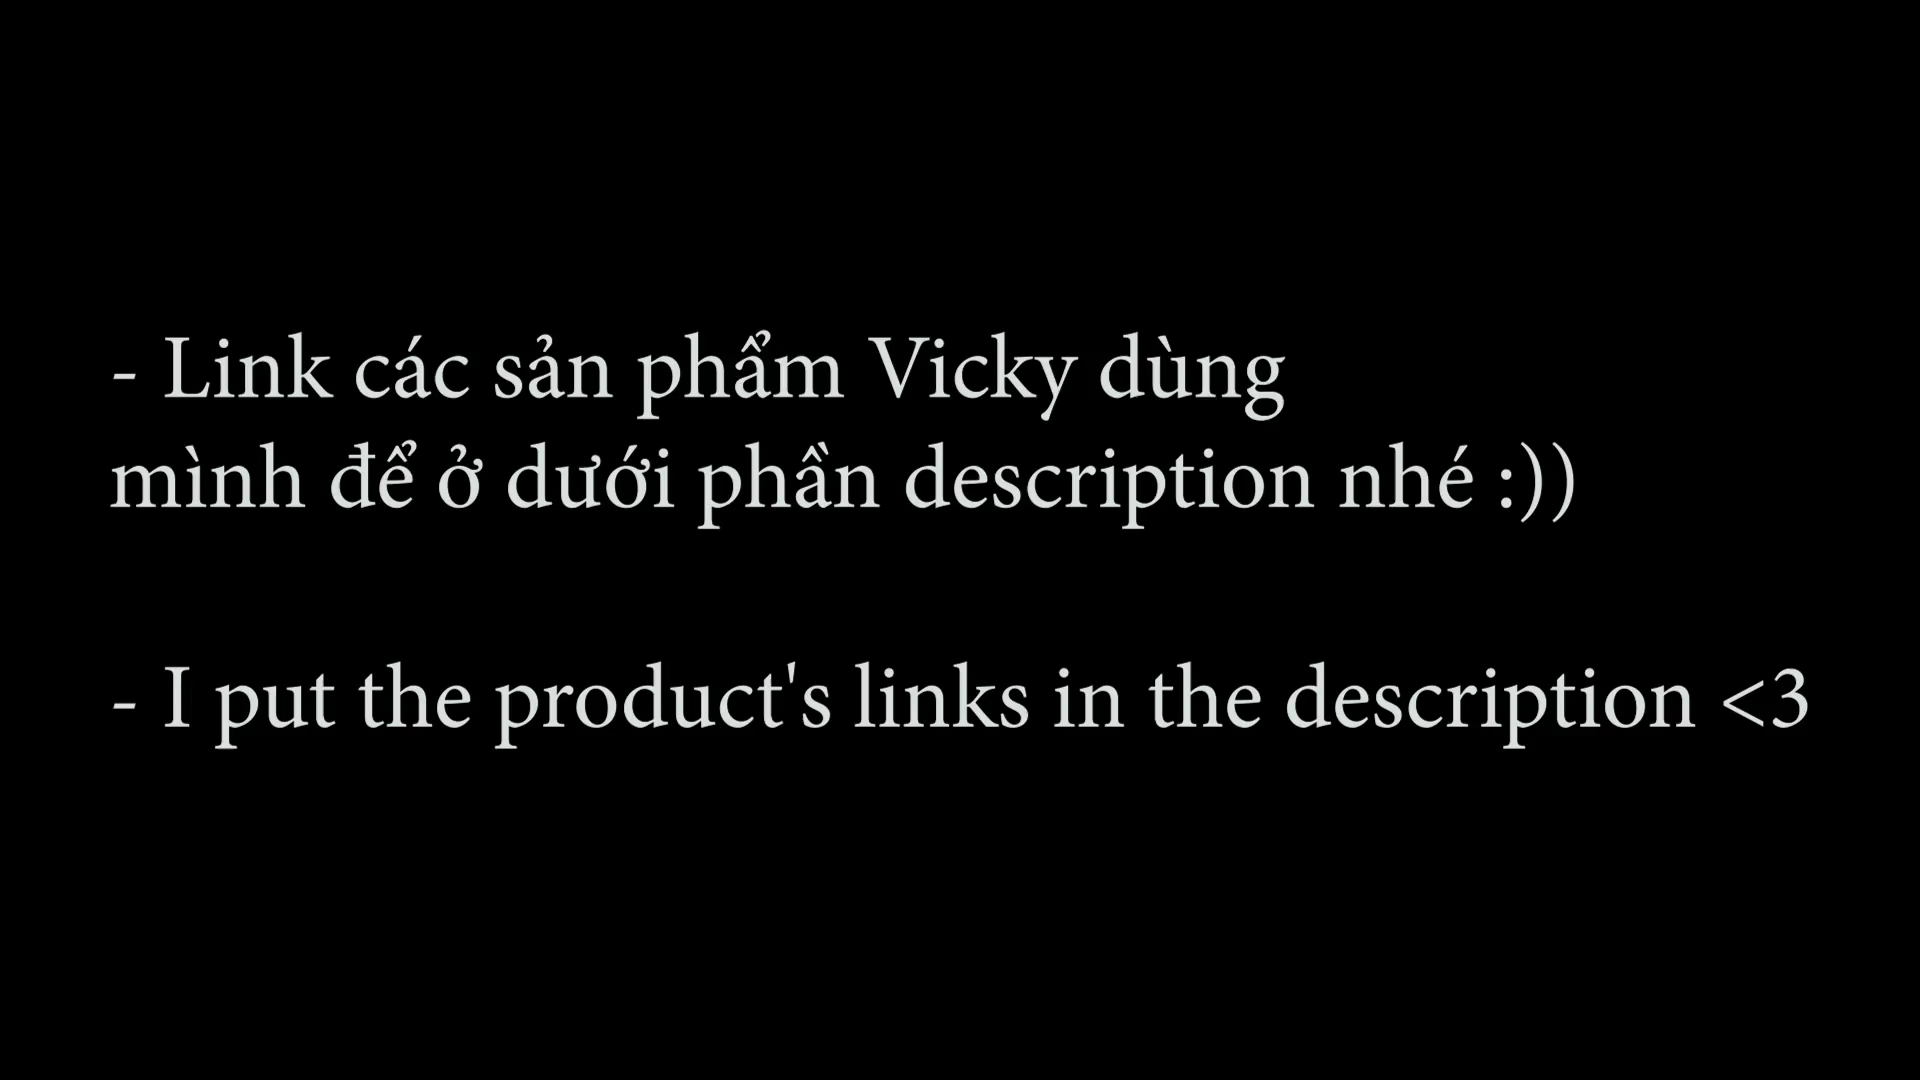 - Link các sản phẩm Vicky dùng
mình để ở dưới phần description nhé :))
- I put the product's links in the description <3